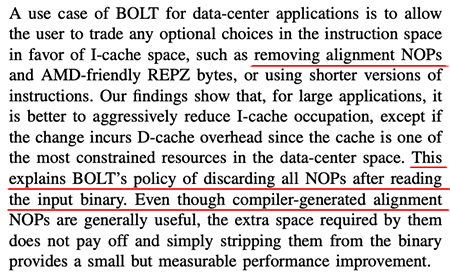 A use case of BOLT for data-center applications is to allow
the user to trade any optional choices in the instruction space
in favor of I-cache space, such as removing alignment NOPs
and AMD-friendly REPZ bytes, or using shorter versions of
instructions. Our findings show that, for large applications, it
is better to aggressively reduce I-cache occupation, except if
the change incurs D-cache overhead since the cache is one of
the most constrained resources in the data-center space. This
explains BOLT's policy of discarding all NOPs after reading
the input binary. Even though compiler-generated alignment
NOPs are generally useful, the extra space required by them
does not pay off and simply stripping them from the binary
provides a small but measurable performance improvement.